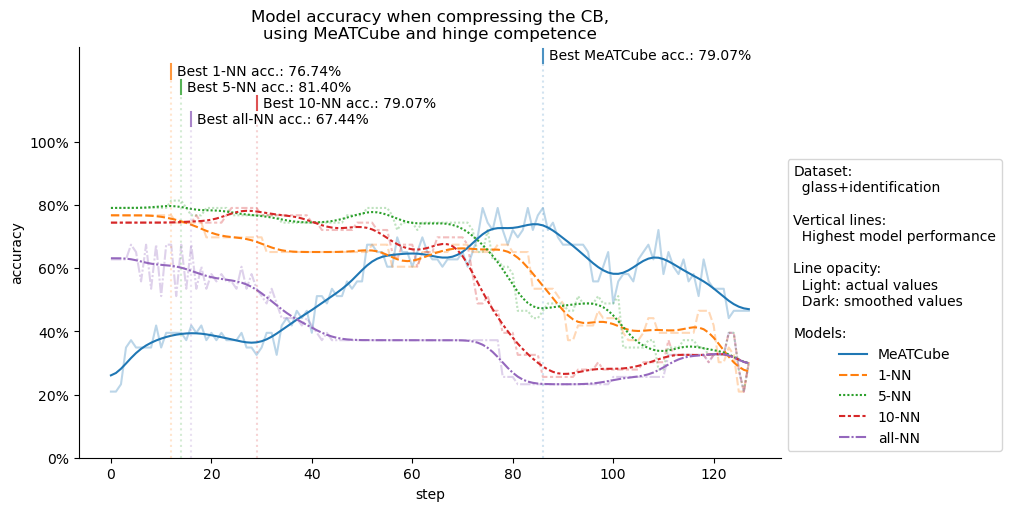 Model accuracy when compressing the CB,
using MeATCube and hinge competence
Best MeATCube acc.: 79.07%
Best 1-NN acc.: 76.74%
Best 5-NN acc.: 81.40%
Best 10-NN acc.: 79.07%
Best all-NN acc.: 67.44%
100%
80%
60%
40%
20%
0%
accuracy
0 20 40 60 80 100 120
step
Dataset:
glass+identification
Vertical lines:
Highest model performance
Line opacity:
Light: actual values
Dark: smoothed values
Models:
MeATCube
1-NN
5-NN
10-NN
all-NN